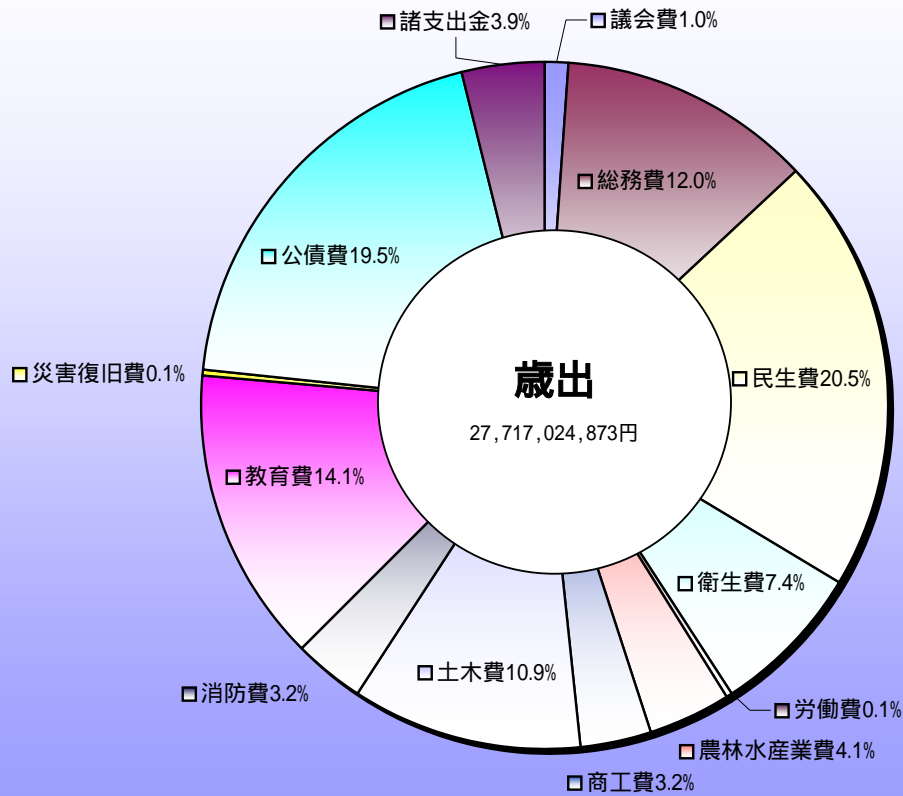 諸支出金3.9%
議会費1.0%
総務費12.0%
公債費19.5%
災害復旧費0.1%
民生費20.5%
歳出
27,717,024,873円
教育費14.1%
衛生費7.4%
土木費10.9%
消防費3.2%
労働費0.1%
農林水産業費4.1%
商工費3.2%